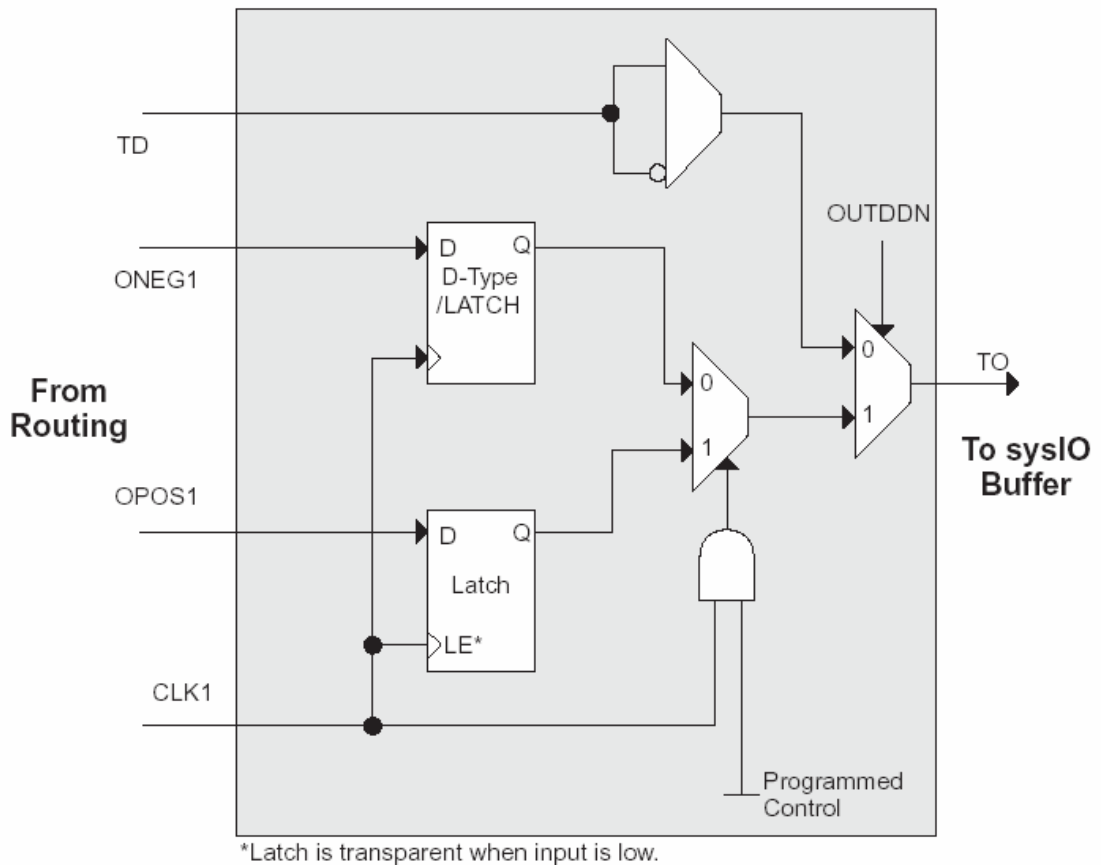 TD
OUTDDN
ONEG1
D
Q
D-Type
/LATCH
0
1
0
1
TO
From
Routing
To sysIO
Buffer
OPOS1
D
Q
Latch
LE*
CLK1
Programmed
Control
*Latch is transparent when input is low.